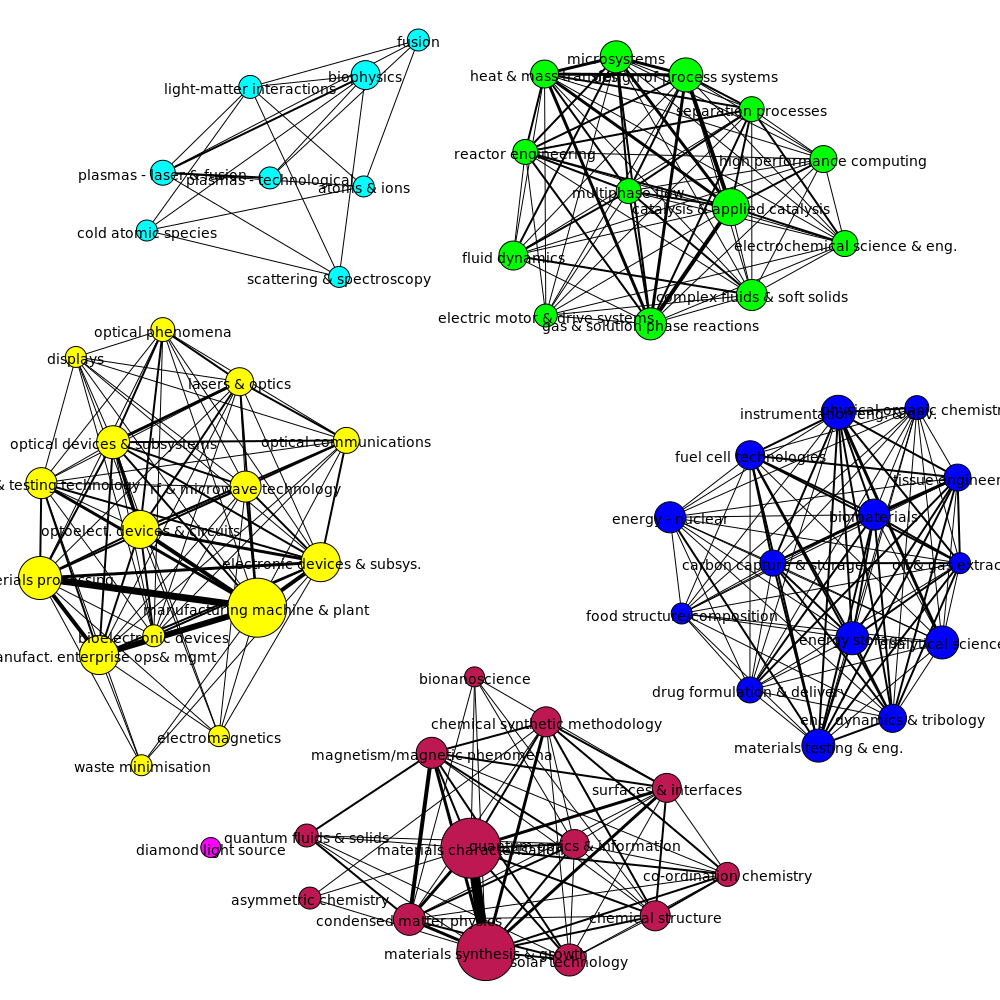 fusion
biophysics
light-matter interactions
plasmas - laser & fusion
plasmas - technological
atoms & ions
cold atomic species
scattering & spectroscopy
microsystems
heat & mass transfer
design of process systems
separation processes
reactor engineering
high performance computing
multiphase flow
catalysis & applied catalysis
electrochemical science & eng.
fluid dynamics
complex fluids & soft solids
electric motor & drive systems
gas & solution phase reactions
optical phenomena
displays
lasers & optics
optical devices & subsystems
optical communications
& testing technology
rf & microwave technology
optoelect. devices & circuits
electronic devices & subsys.
erials processing
manufacturing machine & plant
bioelectronic devices
anufact. enterprise ops& mgmt
electromagnetics
waste minimisation
physical organic chemistr
instrumentation eng. & dev.
fuel cell technologies
tissue engineer
energy - nuclear
biomaterials
carbon capture & storage
oil & gas extrac
food structure/composition
energy storage
analytical science
drug formulation & delivery
eng. dynamics & tribology
materials testing & eng.
bionanoscience
chemical synthetic methodology
magnetism/magnetic phenomena
surfaces & interfaces
quantum fluids & solids
materials characterisation
quantum optics & information
diamond light source
co-ordination chemistry
asymmetric chemistry
condensed matter physics
chemical structure
materials synthesis & growth
solar technology